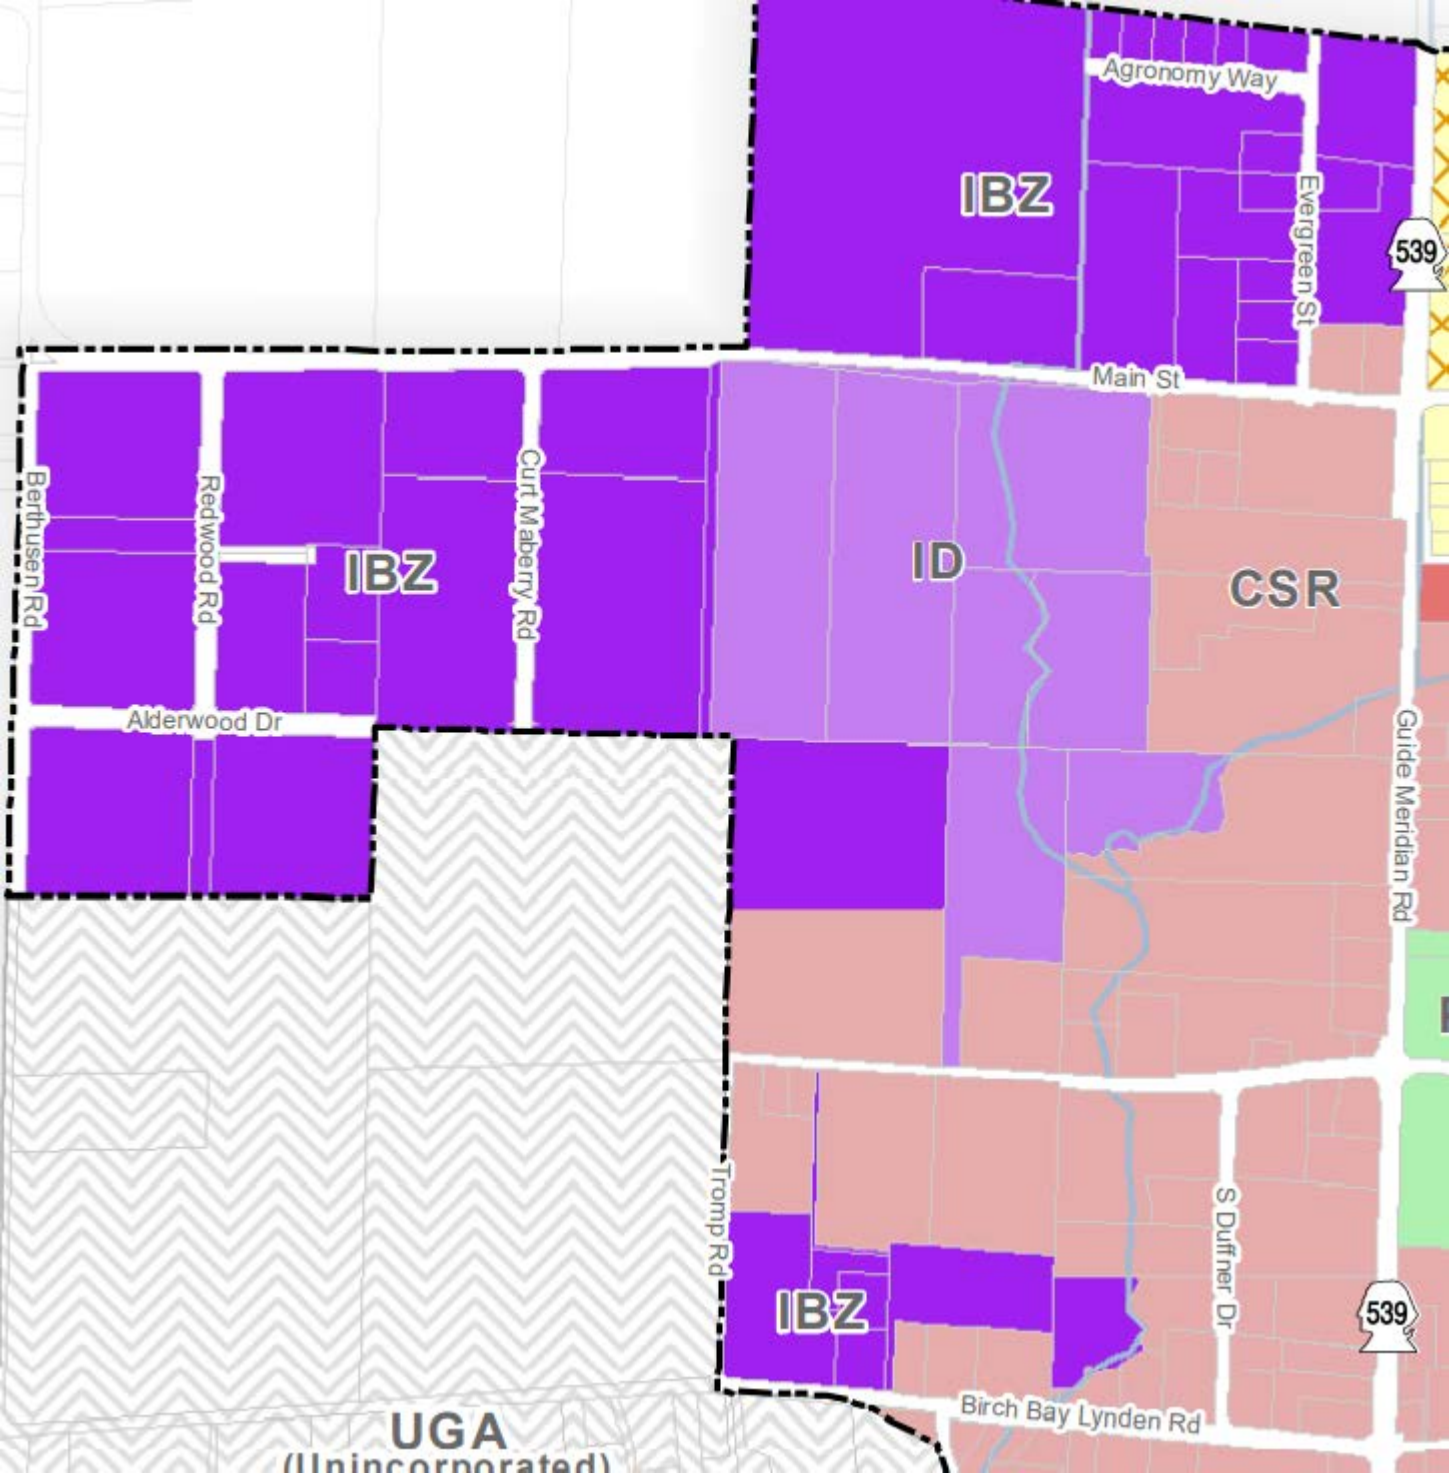 Agronomy Way
IBZ
Evergreen St
539
Main St
Berthusen Rd
Redwood Rd
Curt Maberry Rd
IBZ
ID
CSR
Alderwood Dr
Guide Meridian Rd
Tromp Rd
S Duffner Dr
IBZ
539
Birch Bay Lynden Rd
UGA
(Unincorporated)